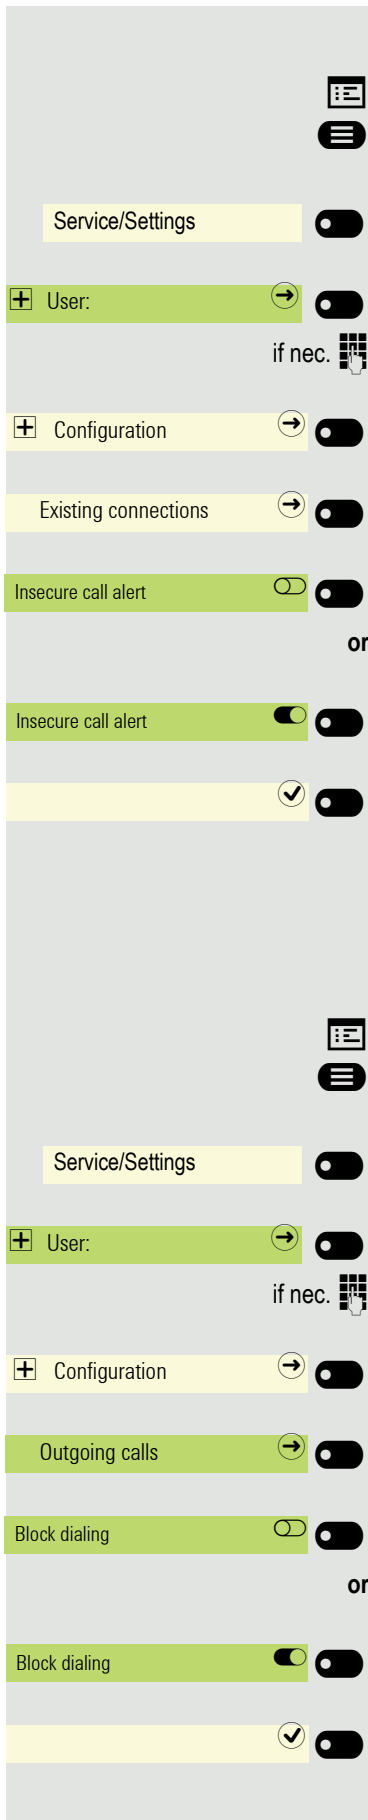 Service/Settings
User:
if nec.
Configuration
Existing connections
Insecure call alert
or
Insecure call alert
Service/Settings
User:
if nec.
Configuration
Outgoing calls
Block dialing
or
Block dialing